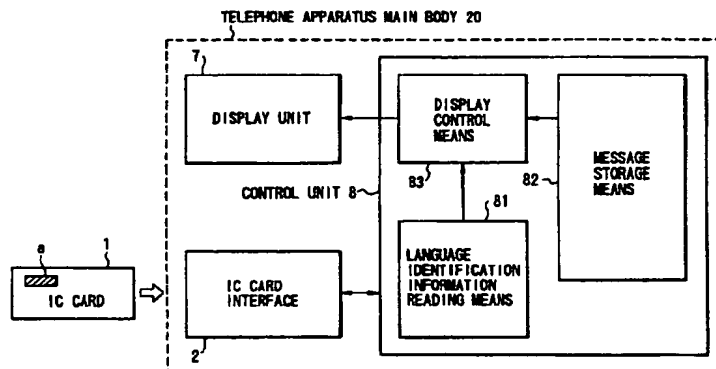 TELEPHONE APPARATUS MAIN BODY 20
7
DISPLAY UNIT
DISPLAY
CONTROL
MEANS
83
MESSAGE
STORAGE
MEANS
82
CONTROL UNIT 8
81
LANGUAGE
IDENTIFICATION
INFORMATION
READING MEANS
IC CARD
INTERFACE
2
a
1
IC CARD